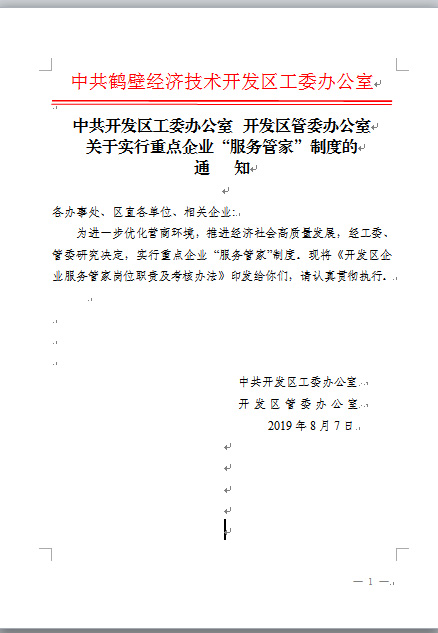 中共鹤壁经济技术开发区工委办公室
中共开发区工委办公室 开发区管委办公室
关于实行重点企业“服务管家”制度的
通 知
各办事处、区直各单位、相关企业:
为进一步优化营商环境，推进经济社会高质量发展，经工委、
管委研究决定，实行重点企业“服务管家”制度。现将《开发区企
业服务管家岗位职责及考核办法》印发给你们，请认真贯彻执行。
中共开发区工委办公室
开发区管委办公室
2019年8月7日
— 1 —